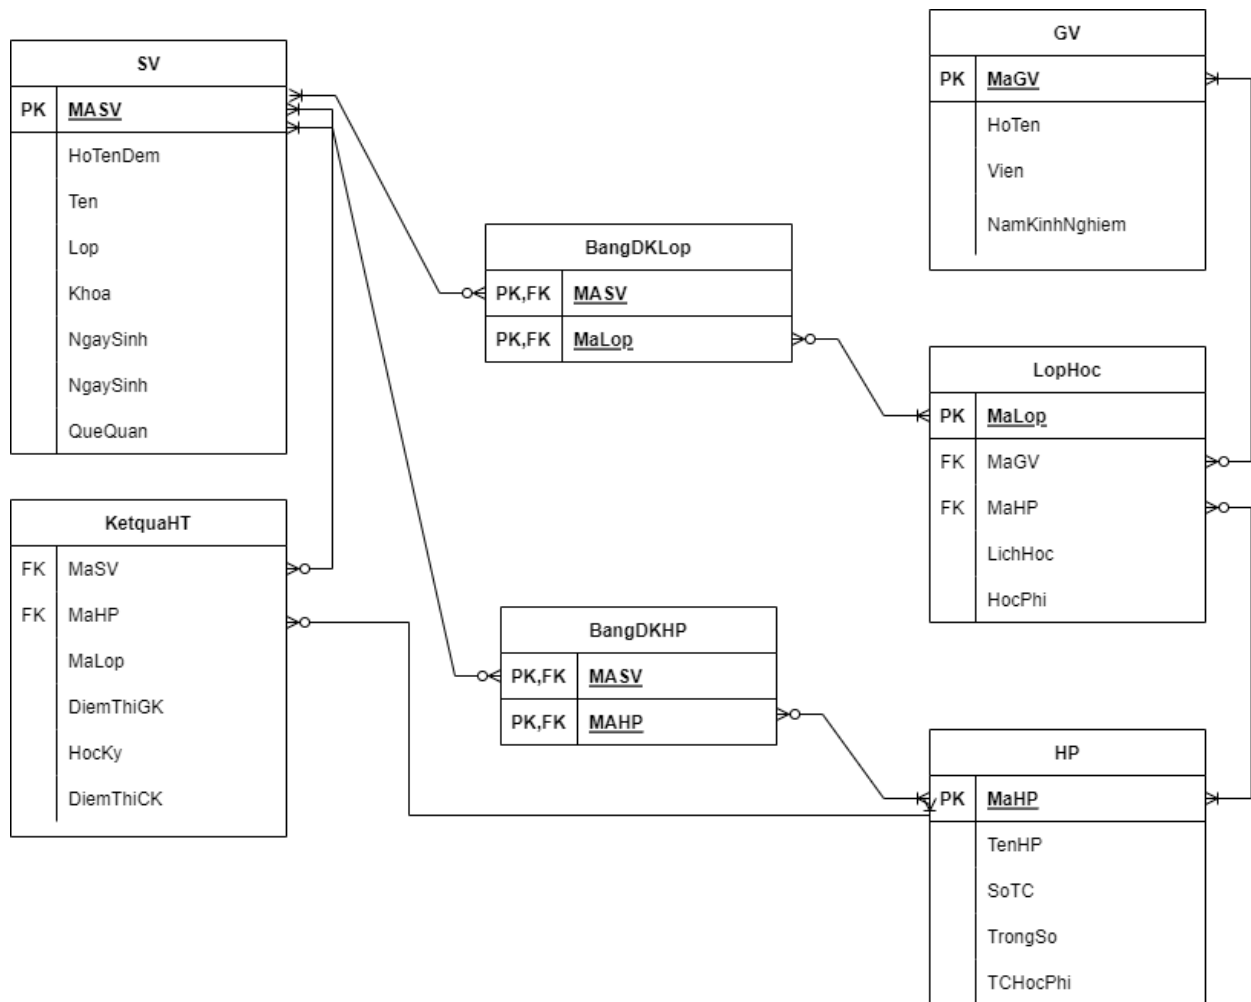 SV
PK MASV
HoTenDem
Ten
Lop
Khoa
NgaySinh
NgaySinh
QueQuan
KetquaHT
FK MaSV
FK MaHP
MaLop
DiemThiGK
HocKy
DiemThiCK
BangDKLop
PK,FK MASV
PK,FK MaLop
BangDKHP
PK,FK MASV
PK,FK MAHP
GV
PK MaGV
HoTen
Vien
NamKinhNghiem
LopHoc
PK MaLop
FK MaGV
FK MaHP
LichHoc
HocPhi
HP
PK MaHP
TenHP
SoTC
TrongSo
TCHocPhi